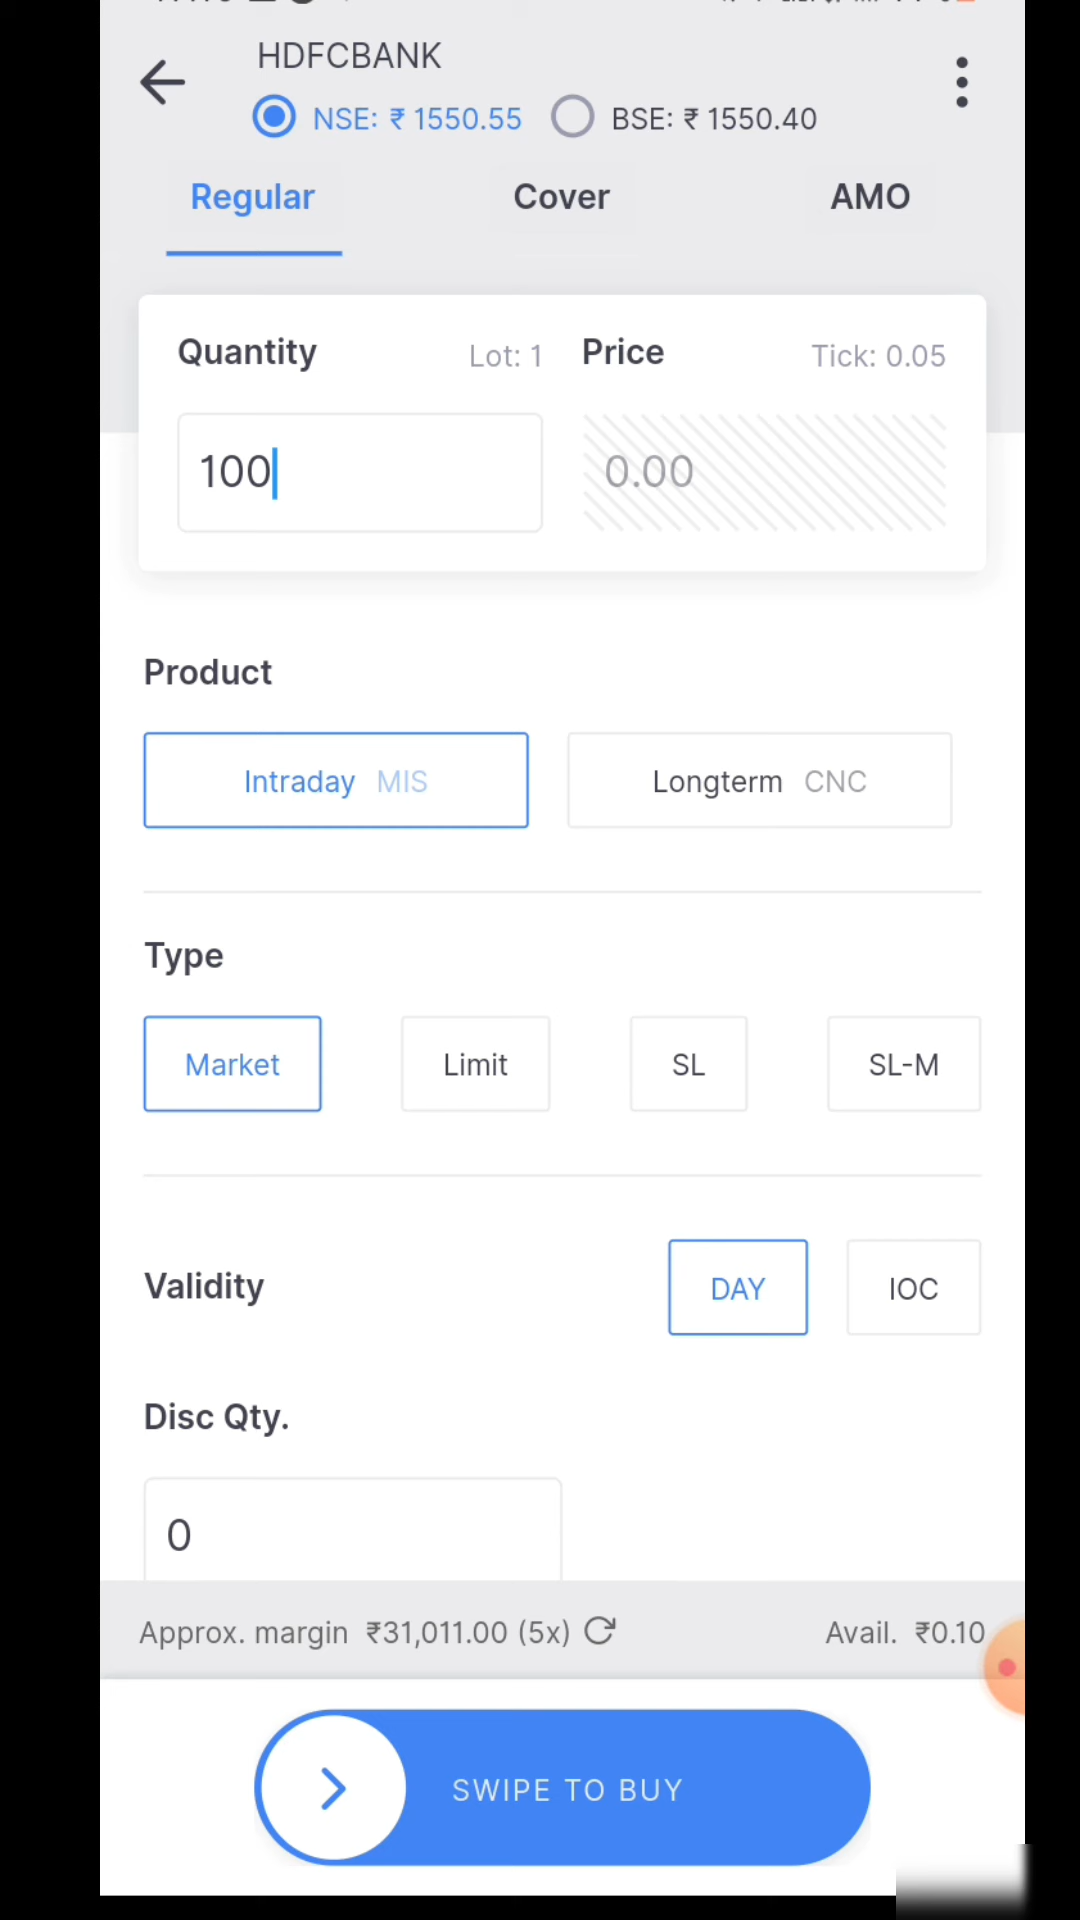 HDFCBANK
NSE: ₹ 1550.55 BSE: ₹ 1550.40
Regular Cover AMO
Quantity Lot: 1 Price Tick: 0.05
100 0.00
Product
Intraday MIS Longterm CNC
Type
Market Limit SL SL-M
Validity DAY IOC
Disc Qty.
0
Approx. margin ₹31,011.00 (5x) Avail. ₹0.10
SWIPE TO BUY